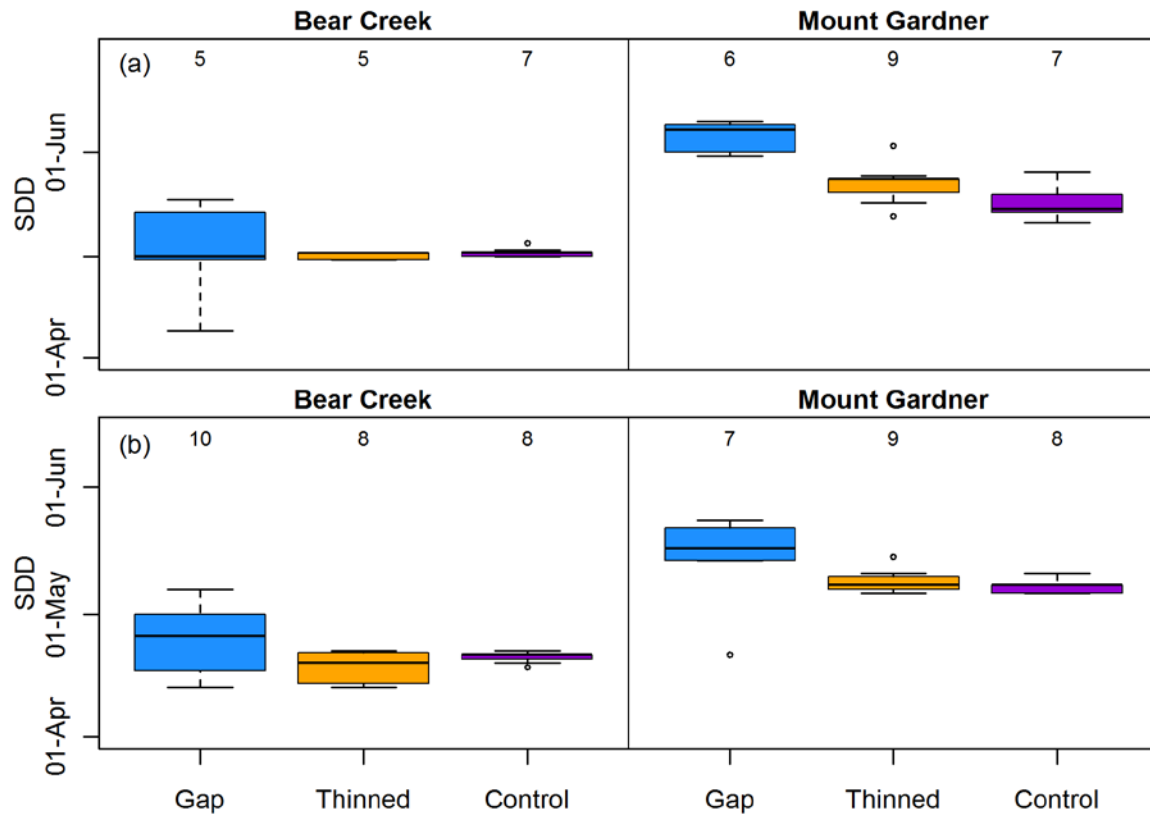 Bear Creek Mount Gardner
(a) 5 5 7 6 9 7
01-Jun
SDD
01-Apr
Bear Creek Mount Gardner
(b) 10 8 8 7 9 8
01-Jun
SDD
01-May
01-Apr
Gap Thinned Control Gap Thinned Control